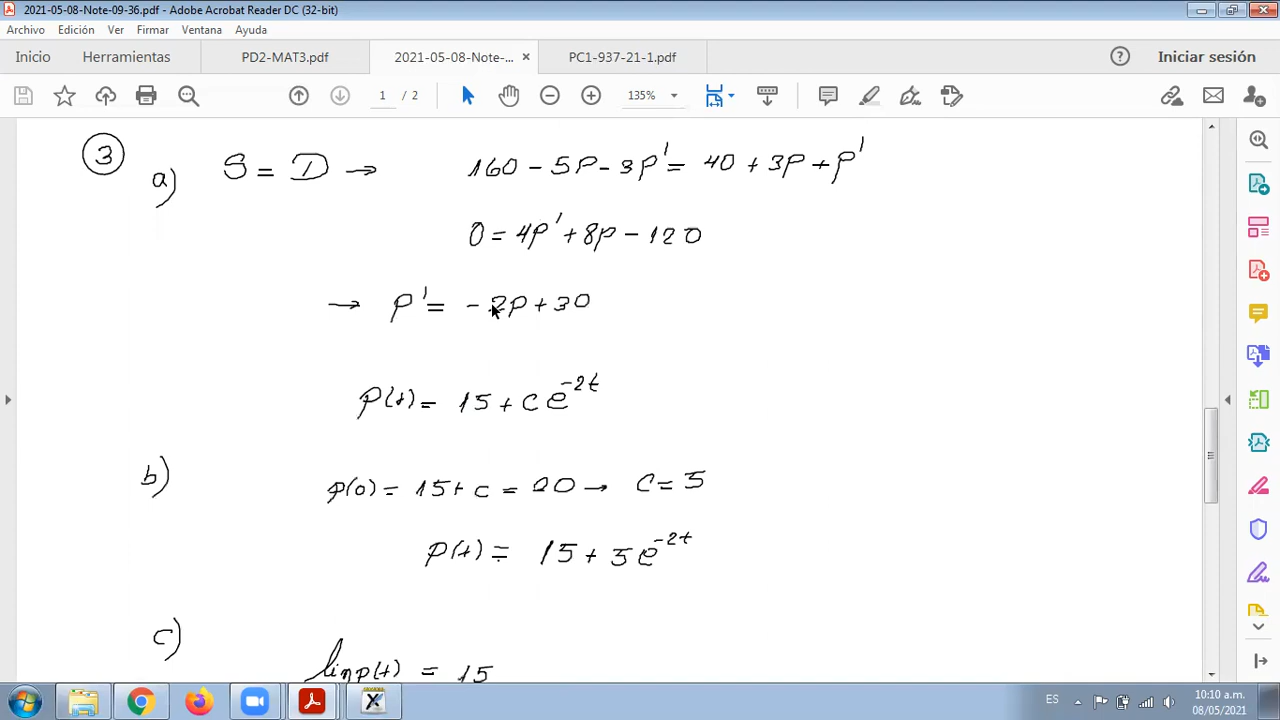 2021-05-08-Note-09-36.pdf - Adobe Acrobat Reader DC (32-bit)
Archivo Edición Ver Firmar Ventana Ayuda
Inicio Herramientas PD2-MAT3.pdf 2021-05-08-Note-... × PC1-937-21-1.pdf Iniciar sesión
1 / 2 135%
3
a) S = D → 160 - 5p - 3p' = 40 + 3p + p'
0 = 4p' + 8p - 120
→ p' = - 2p + 30
p(t) = 15 + c e^{-2t}
b) p(0) = 15 + c = 20 → c = 5
p(t) = 15 + 5 e^{-2t}
c)
lim p(t) = 15
ES 10:10 a.m.
08/05/2021